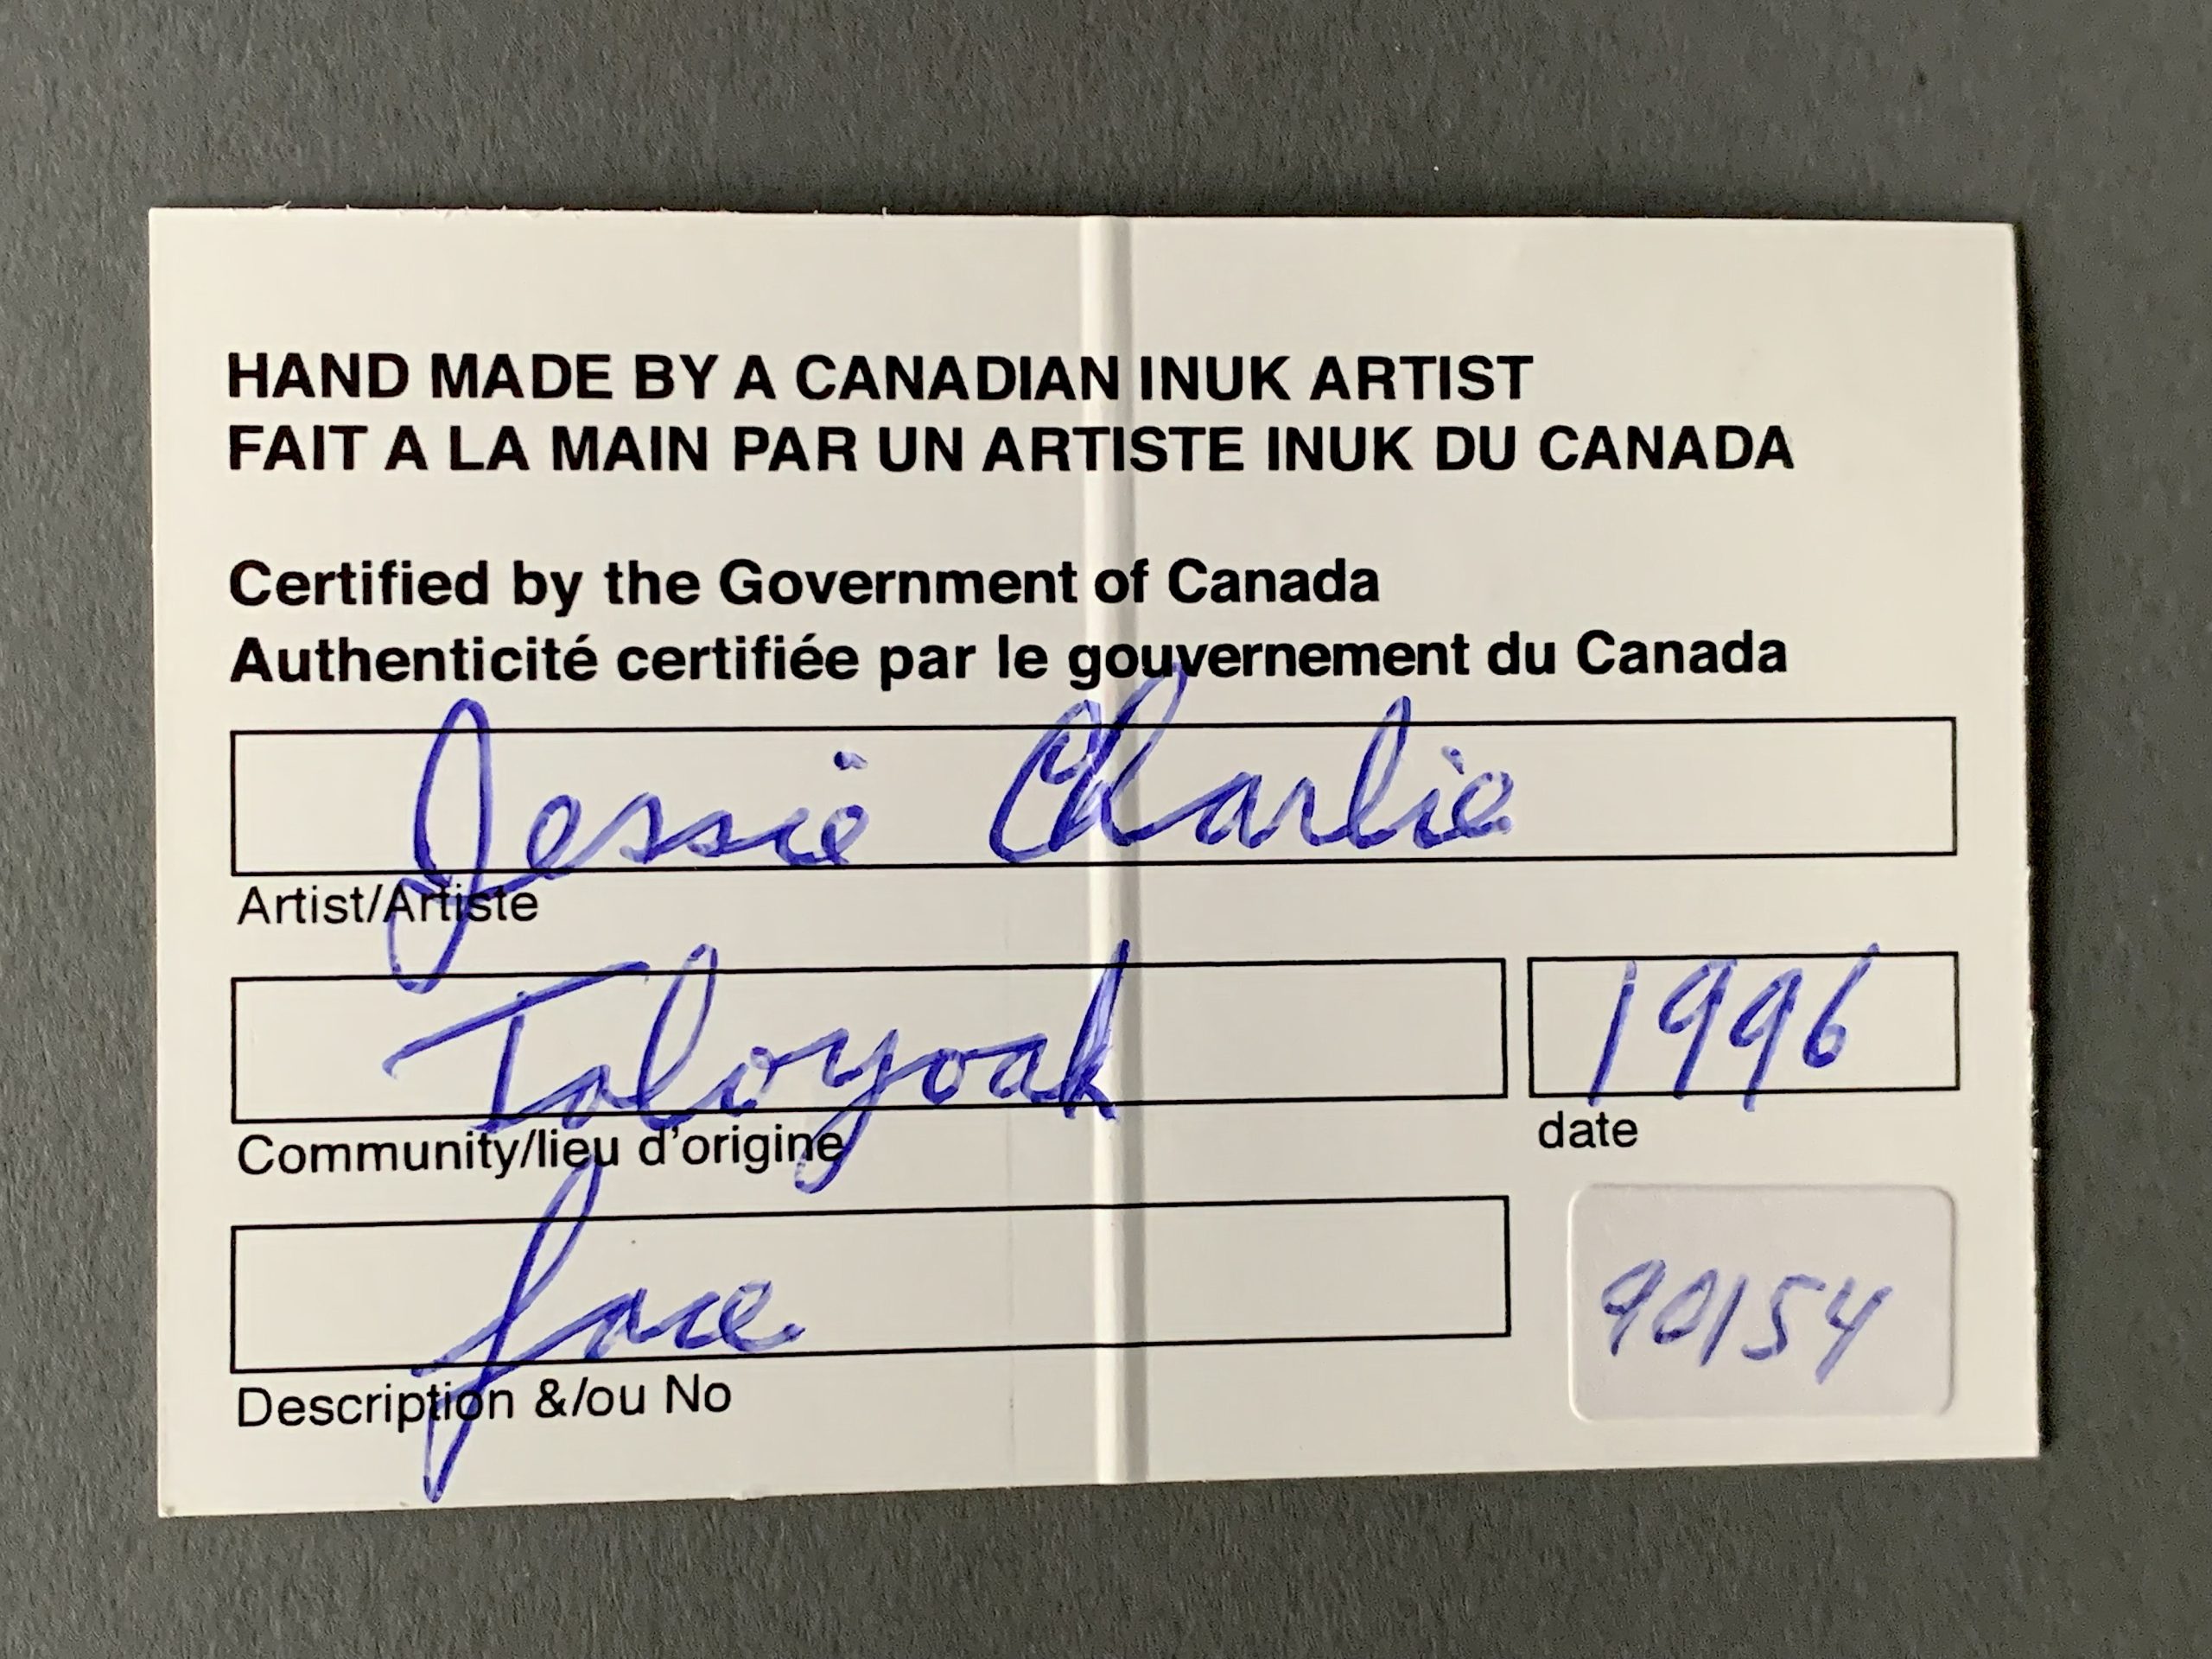 HAND MADE BY A CANADIAN INUK ARTIST
FAIT A LA MAIN PAR UN ARTISTE INUK DU CANADA
Certified by the Government of Canada
Authenticité certifiée par le gouvernement du Canada
Jessie Charlie
Artist/Artiste
Taloyoak 1996
Community/lieu d'origine date
face 90154
Description &/ou No